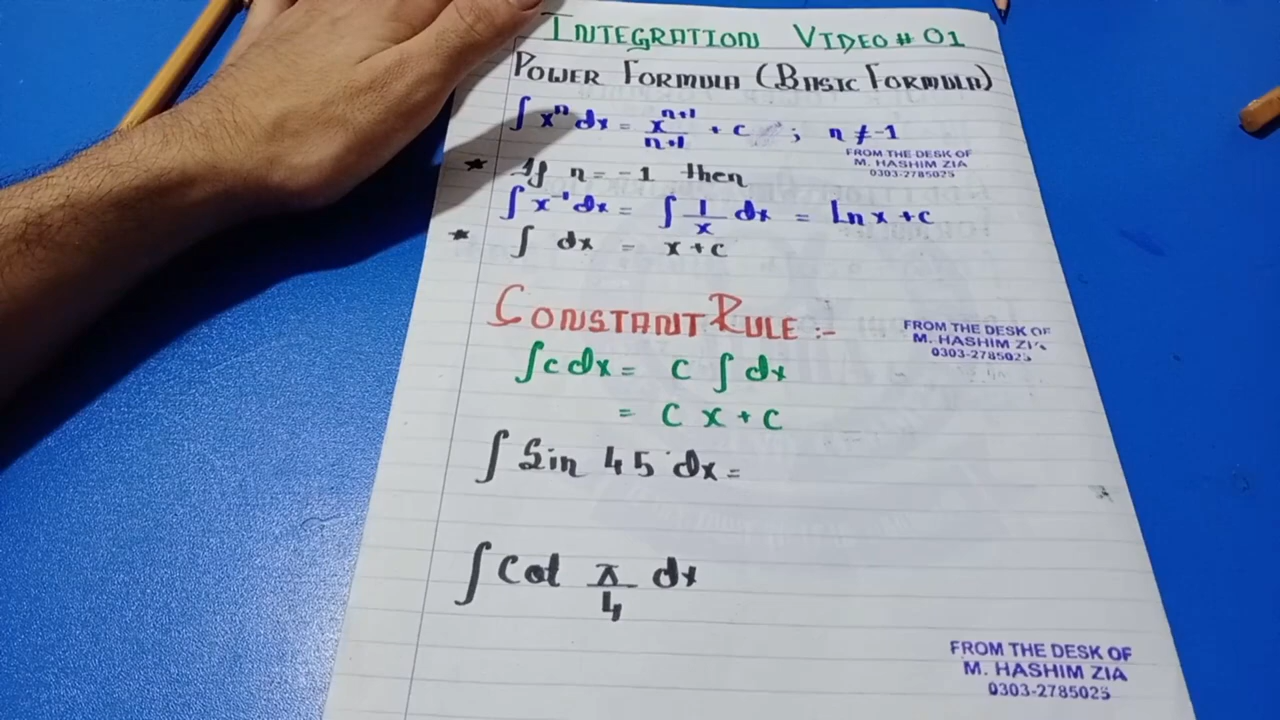 INTEGRATION VIDEO # 01
POWER FORMULA (BASIC FORMULA)
∫ xⁿ dx = xⁿ⁺¹/n+1 + c ; n ≠ -1
FROM THE DESK OF
M. HASHIM ZIA
0303-2785025
* If n = -1 then
∫ x⁻¹ dx = ∫ 1/x dx = ln x + c
* ∫ dx = x + c
CONSTANT RULE :-
FROM THE DESK OF
M. HASHIM ZIA
0303-2785025
∫ c dx = c ∫ dx
= c x + c
∫ Sin 45 dx =
∫ Cot π/4 dx
FROM THE DESK OF
M. HASHIM ZIA
0303-2785025